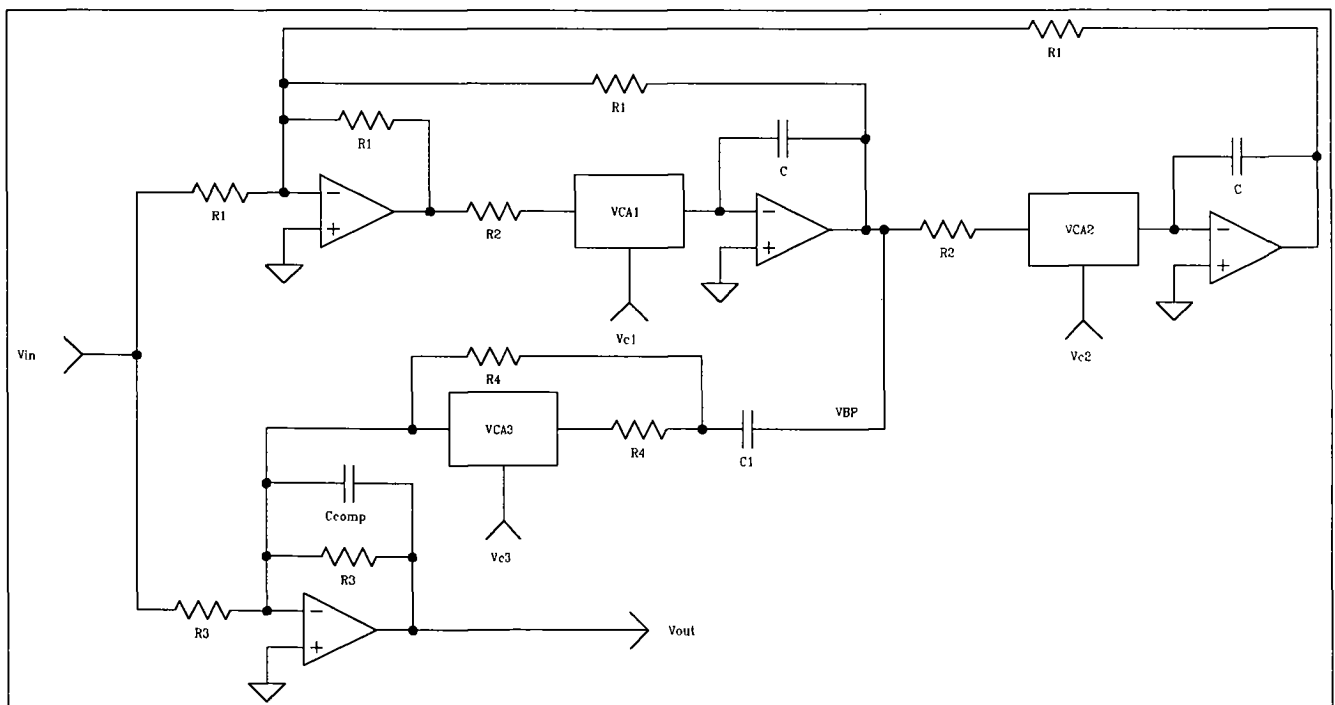 R1
R1
R1
C
C
R1
R2
VCA1
R2
VCA2
Vc1
Vin
Vc2
R4
VBP
VCA3
R4
C1
Ccomp
Vc3
R3
R3
Vout